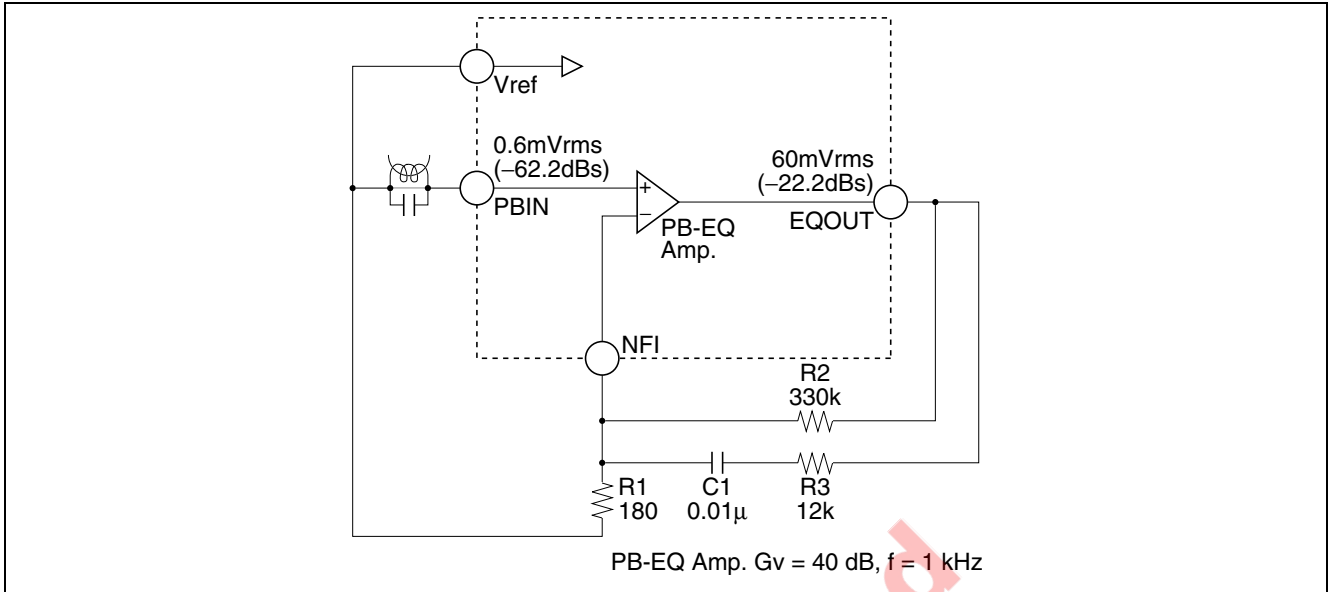 Vref
0.6mVrms
(−62.2dBs)
PBIN
60mVrms
(−22.2dBs)
EQOUT
+
−
PB-EQ
Amp.
NFI
R2
330k
R1
180
C1
0.01μ
R3
12k
PB-EQ Amp. Gv = 40 dB, f = 1 kHz
d